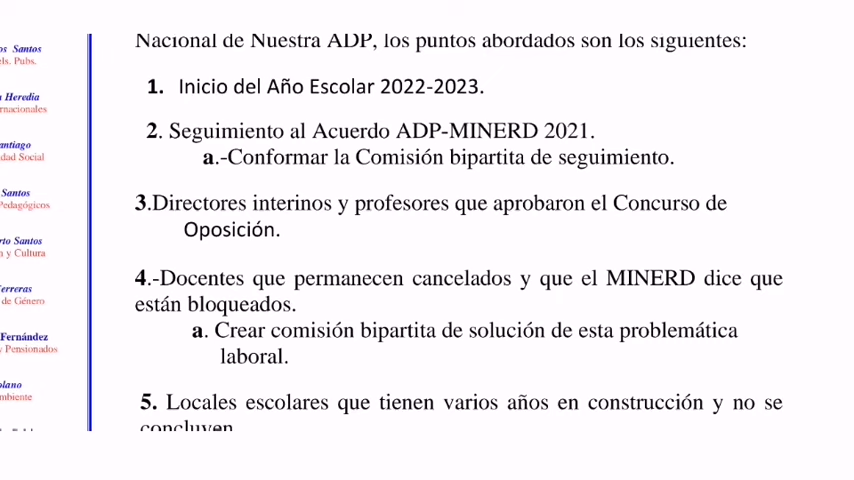 os Santos
els. Pubs.
Heredia
rnacionales
antiago
dad Social
Santos
Pedagógicos
rto Santos
n y Cultura
erreras
de Género
Fernández
y Pensionados
olano
mbiente
Nacional de Nuestra ADP, los puntos abordados son los siguientes:
1. Inicio del Año Escolar 2022-2023.
2. Seguimiento al Acuerdo ADP-MINERD 2021.
a.-Conformar la Comisión bipartita de seguimiento.
3.Directores interinos y profesores que aprobaron el Concurso de
Oposición.
4.-Docentes que permanecen cancelados y que el MINERD dice que
están bloqueados.
a. Crear comisión bipartita de solución de esta problemática
laboral.
5. Locales escolares que tienen varios años en construcción y no se
concluyen